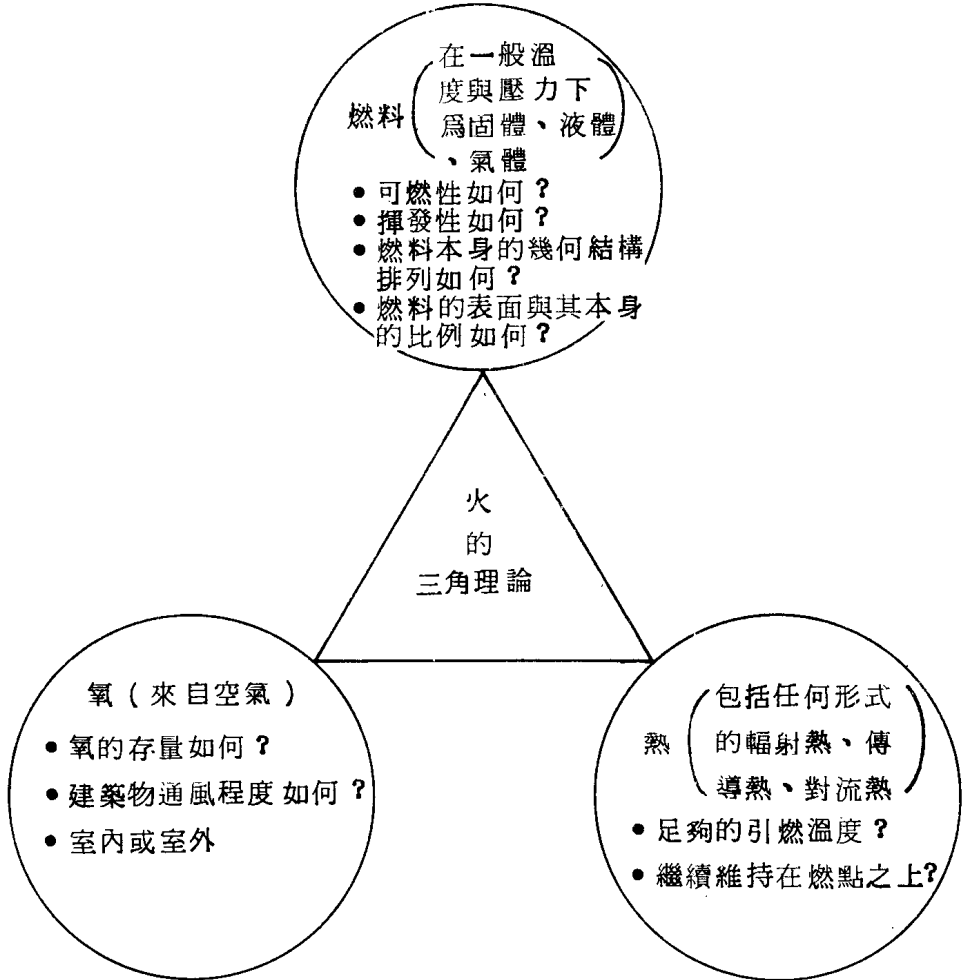 在一般溫
度與壓力下
燃料
爲固體、液體
、氣體
• 可燃性如何？
• 揮發性如何？
• 燃料本身的幾何結構
排列如何？
• 燃料的表面與其本身
的比例如何？
火
的
三角理論
氧（來自空氣）
• 氧的存量如何？
• 建築物通風程度如何？
• 室內或室外
包括任何形式
熱
的輻射熱、傳
導熱、對流熱
• 足夠的引燃溫度？
• 繼續維持在燃點之上？